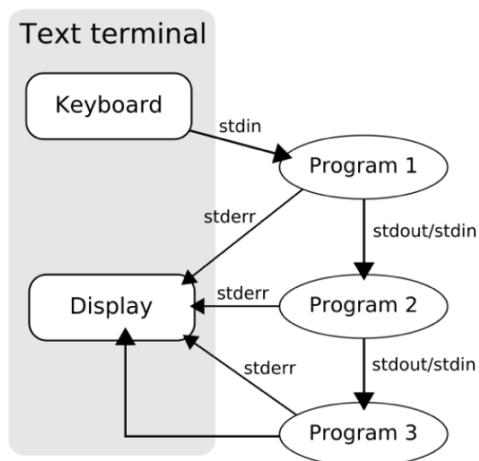 Text terminal
Keyboard
stdin
Program 1
stderr
stdout/stdin
Display
stderr
Program 2
stderr
stdout/stdin
Program 3